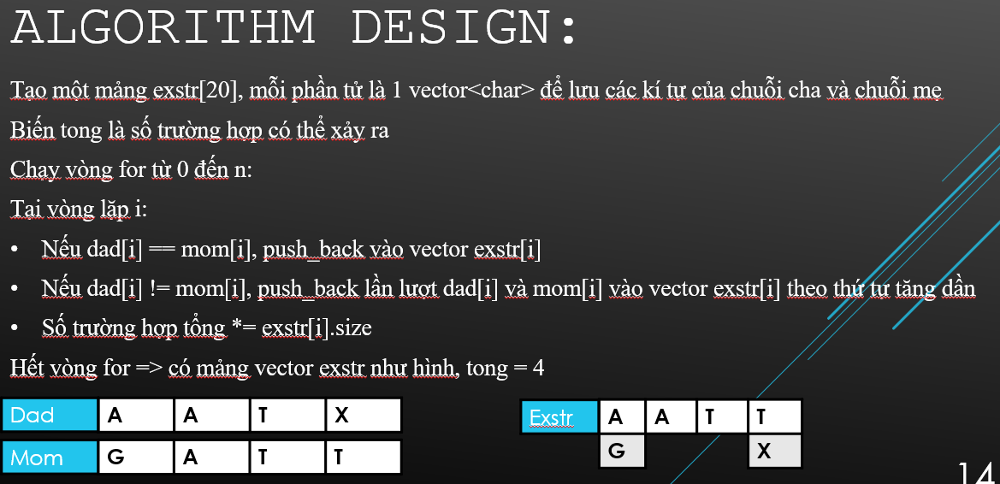 ALGORITHM DESIGN:
Tạo một mảng exstr[20], mỗi phần tử là 1 vector<char> để lưu các kí tự của chuỗi cha và chuỗi mẹ
Biến tong là số trường hợp có thể xảy ra
Chạy vòng for từ 0 đến n:
Tại vòng lặp i:
• Nếu dad[i] == mom[i], push_back vào vector exstr[i]
• Nếu dad[i] != mom[i], push_back lần lượt dad[i] và mom[i] vào vector exstr[i] theo thứ tự tăng dần
• Số trường hợp tổng *= exstr[i].size
Hết vòng for => có mảng vector exstr như hình, tong = 4
Dad A A T X
Mom G A T T
Exstr A A T T
G X
14